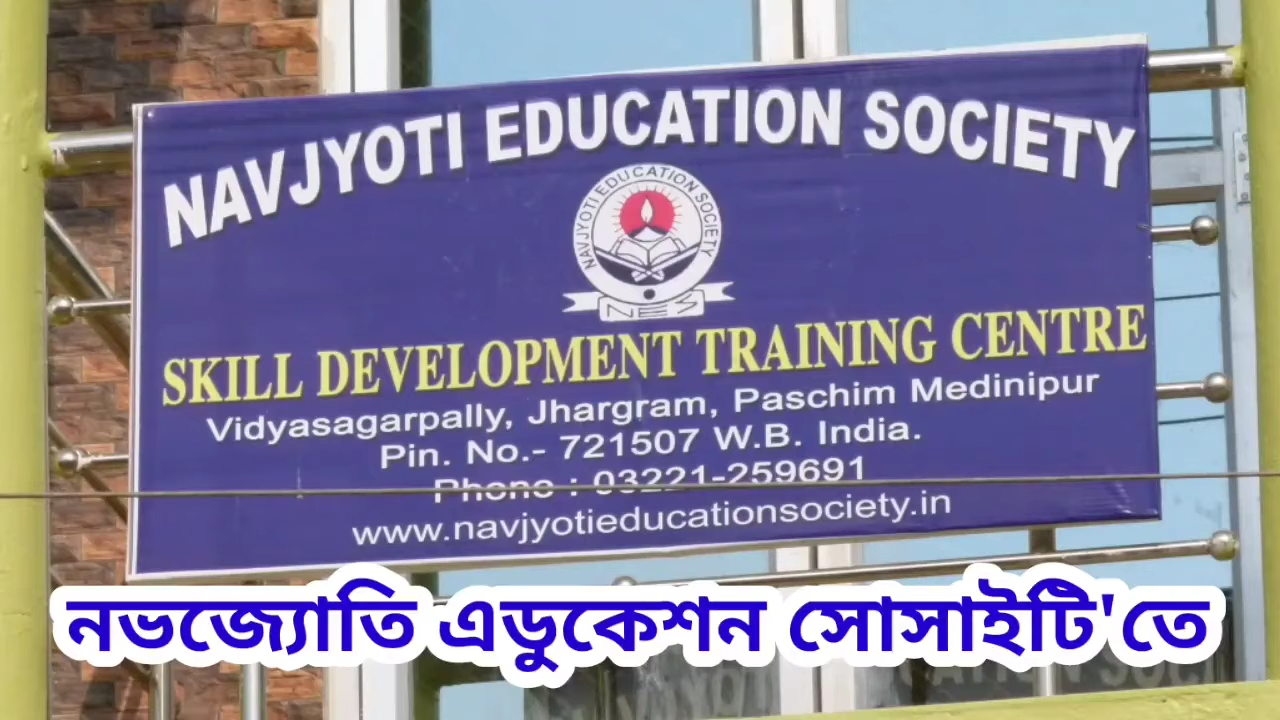 NAVJYOTI EDUCATION SOCIETY
NAVJYOTI EDUCATION SOCIETY
NES
SKILL DEVELOPMENT TRAINING CENTRE
Vidyasagarpally, Jhargram, Paschim Medinipur
Pin. No.- 721507 W.B. India.
Phone : 03221-259691
www.navjyotieducationsociety.in
নভজ্যোতি এডুকেশন সোসাইটি'তে